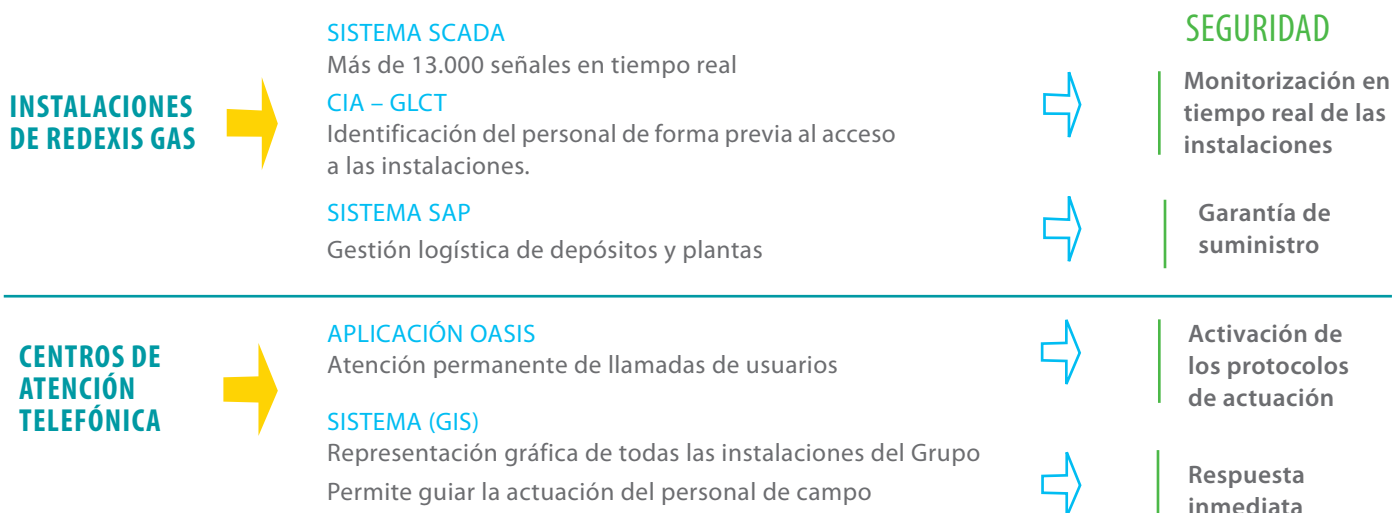 INSTALACIONES
DE REDEXIS GAS
SISTEMA SCADA
Más de 13.000 señales en tiempo real
CIA – GLCT
Identificación del personal de forma previa al acceso
a las instalaciones.
SISTEMA SAP
Gestión logística de depósitos y plantas
SEGURIDAD
Monitorización en
tiempo real de las
instalaciones
Garantía de
suministro
CENTROS DE
ATENCIÓN
TELEFÓNICA
APLICACIÓN OASIS
Atención permanente de llamadas de usuarios
SISTEMA (GIS)
Representación gráfica de todas las instalaciones del Grupo
Permite guiar la actuación del personal de campo
Activación de
los protocolos
de actuación
Respuesta
inmediata